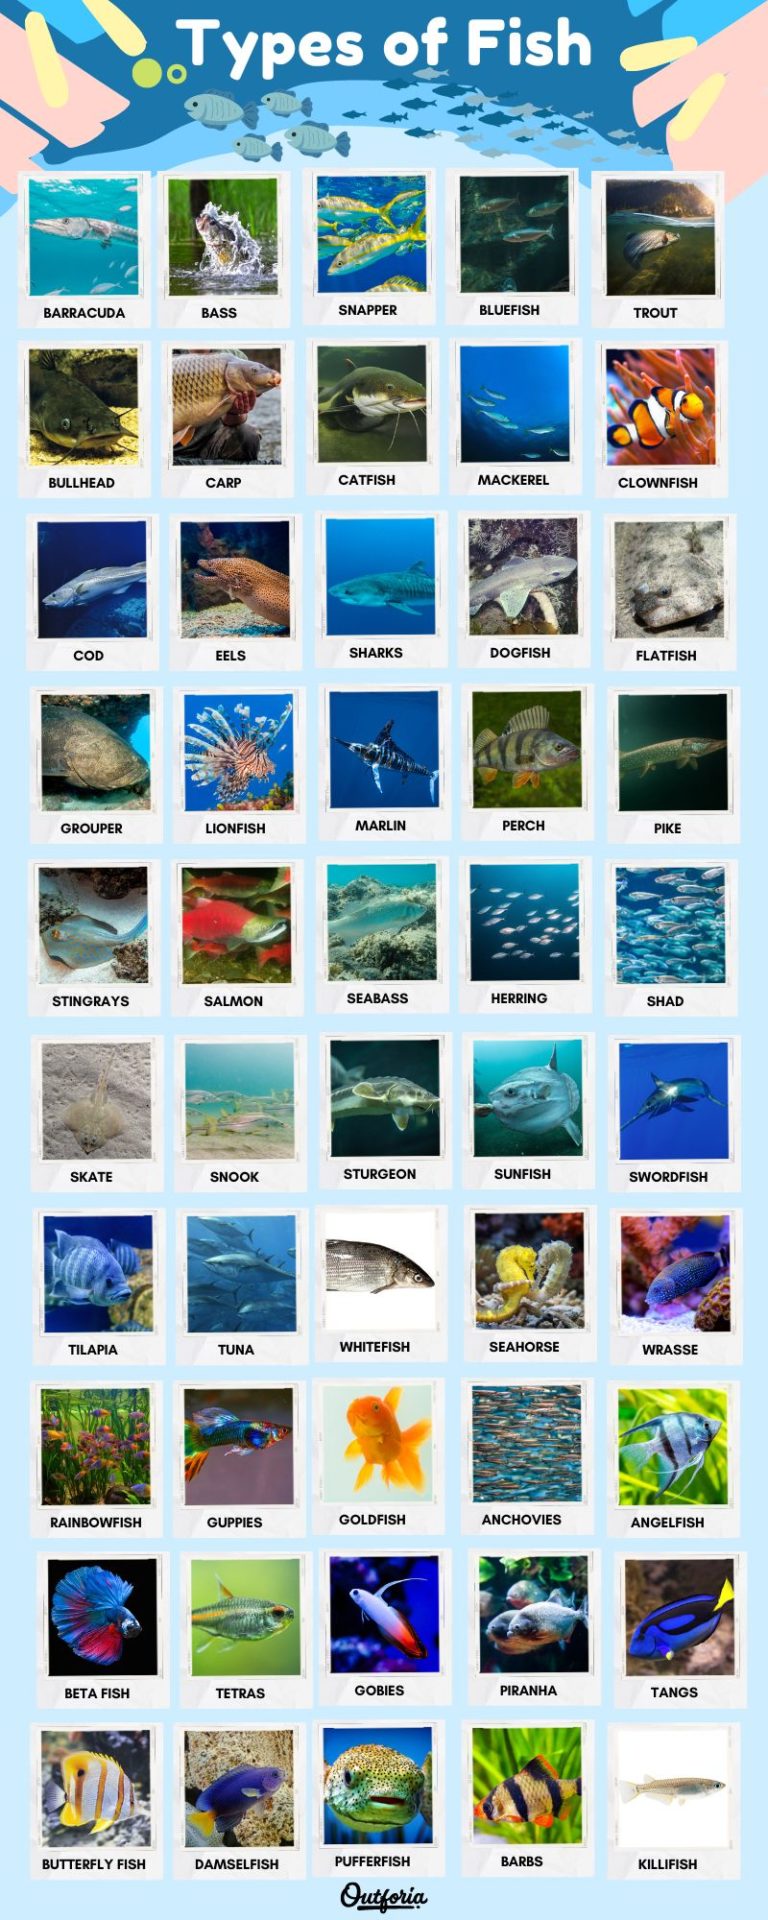 Types of Fish
BARRACUDA
BASS
SNAPPER
BLUEFISH
TROUT
BULLHEAD
CARP
CATFISH
MACKEREL
CLOWNFISH
COD
EELS
SHARKS
DOGFISH
FLATFISH
GROUPER
LIONFISH
MARLIN
PERCH
PIKE
STINGRAYS
SALMON
SEABASS
HERRING
SHAD
SKATE
SNOOK
STURGEON
SUNFISH
SWORDFISH
TILAPIA
TUNA
WHITEFISH
SEAHORSE
WRASSE
RAINBOWFISH
GUPPIES
GOLDFISH
ANCHOVIES
ANGELFISH
BETA FISH
TETRAS
GOBIES
PIRANHA
TANGS
BUTTERFLY FISH
DAMSELFISH
PUFFERFISH
BARBS
KILLIFISH
Outforia